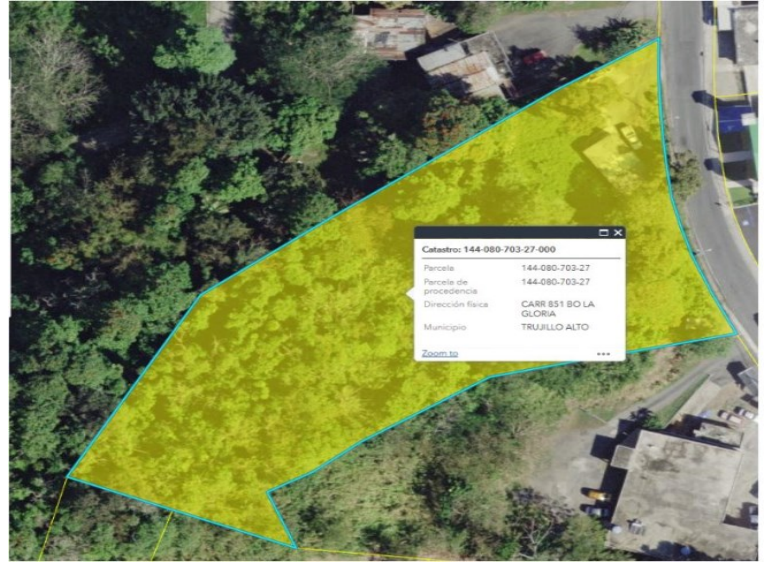 Catastro: 144-080-703-27-000
Parcela 144-080-703-27
Parcela de procedencia 144-080-703-27
Dirección física CARR 851 BO LA GLORIA
Municipio TRUJILLO ALTO
Zoom to